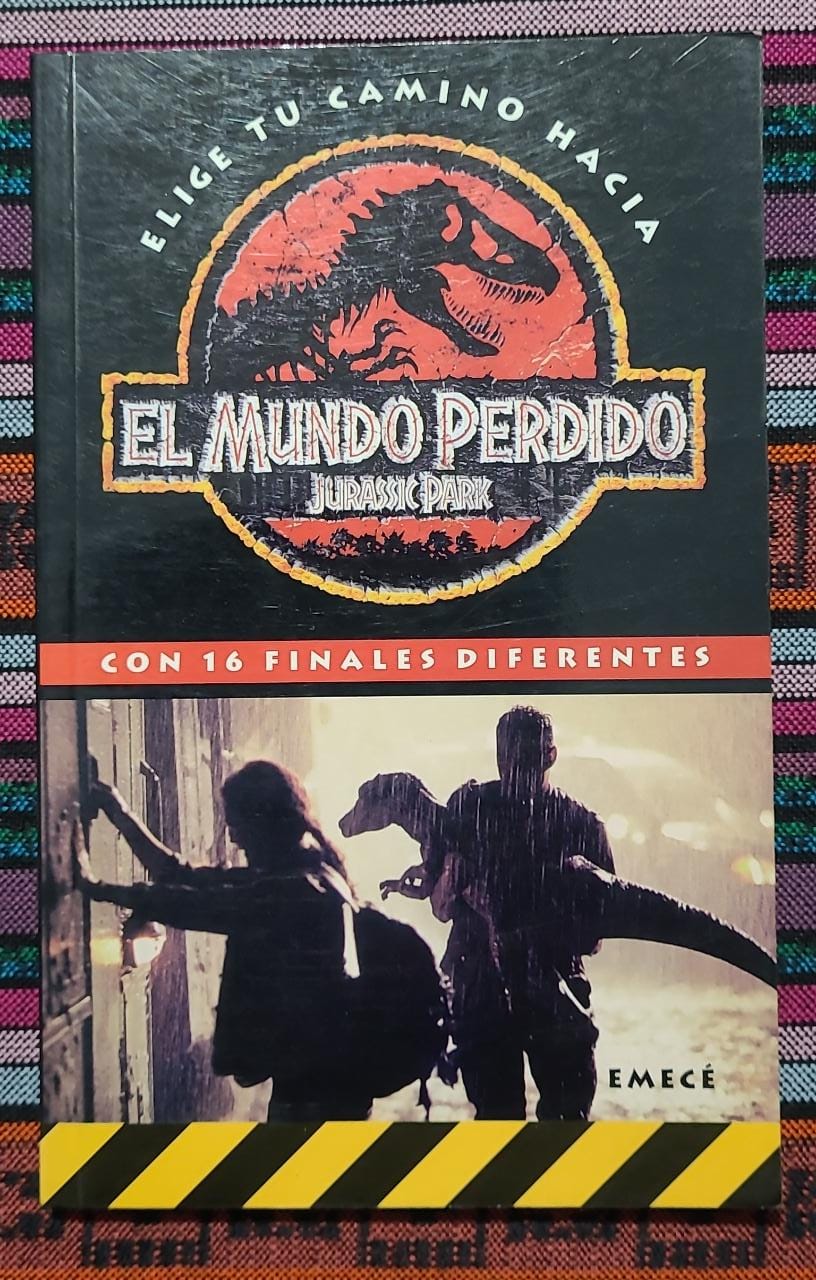 ELIGE TU CAMINO HACIA
EL MUNDO PERDIDO
JURASSIC PARK
CON 16 FINALES DIFERENTES
EMECÉ